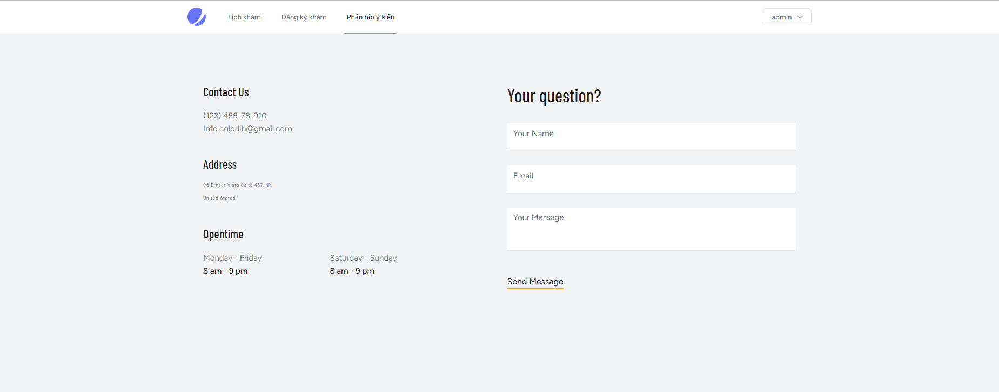 Lịch khám
Đăng ký khám
Phản hồi ý kiến
admin
Contact Us
(123) 456-78-910
Info.colorlib@gmail.com
Address
96 Ernser Vista Suite 437, NY,
United Stated
Opentime
Monday - Friday
8 am - 9 pm
Saturday - Sunday
8 am - 9 pm
Your question?
Your Name
Email
Your Message
Send Message